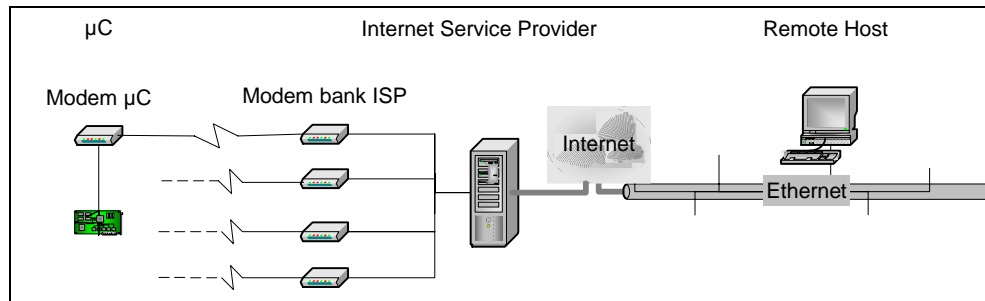 µC
Internet Service Provider
Remote Host
Modem µC
Modem bank ISP
Internet
Ethernet